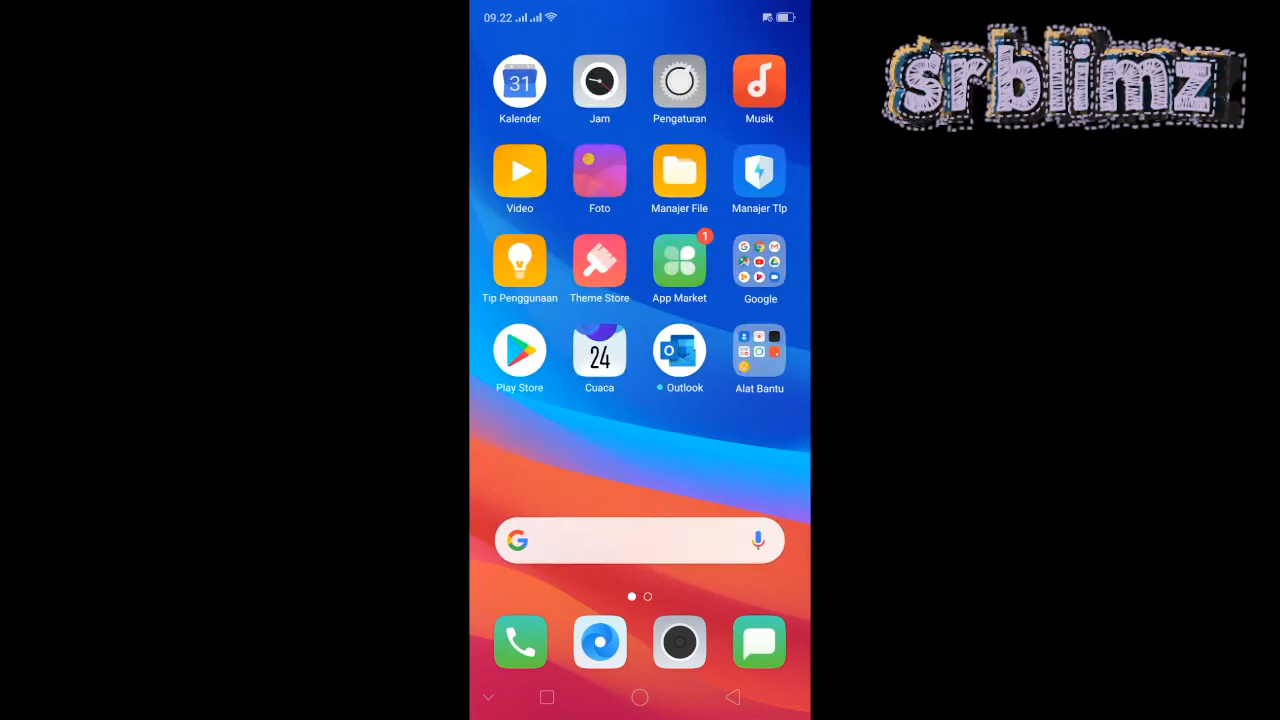 09.22
srblimz
31
Kalender
Jam
Pengaturan
Musik
Video
Foto
Manajer File
Manajer Tlp
1
Tip Penggunaan
Theme Store
App Market
Google
24
Play Store
Cuaca
Outlook
Alat Bantu